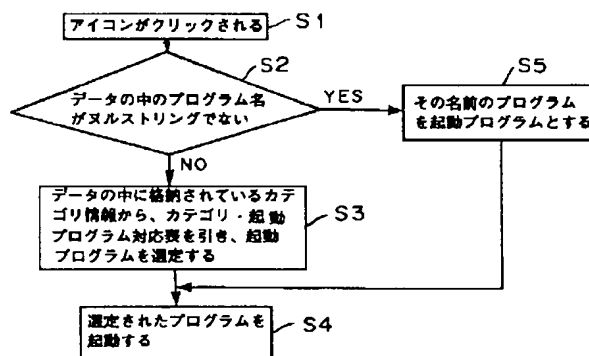 アイコンがクリックされる
S1
S2
データの中のプログラム名
がヌルストリングでない
YES
S5
その名前のプログラム
を起動プログラムとする
NO
データの中に格納されているカテ
ゴリ情報から、カテゴリ・起動
プログラム対応表を引き、起動
プログラムを選定する
S3
選定されたプログラムを
起動する
S4